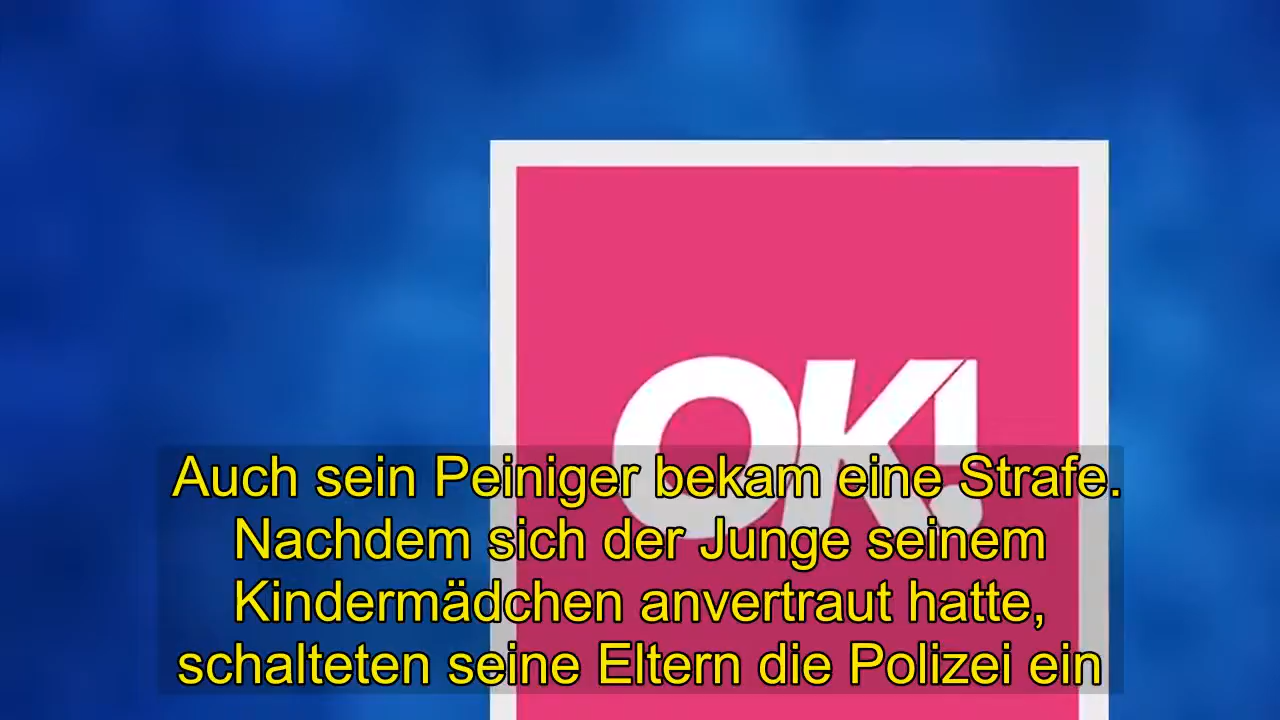 OK!
Auch sein Peiniger bekam eine Strafe.
Nachdem sich der Junge seinem
Kindermädchen anvertraut hatte,
schalteten seine Eltern die Polizei ein